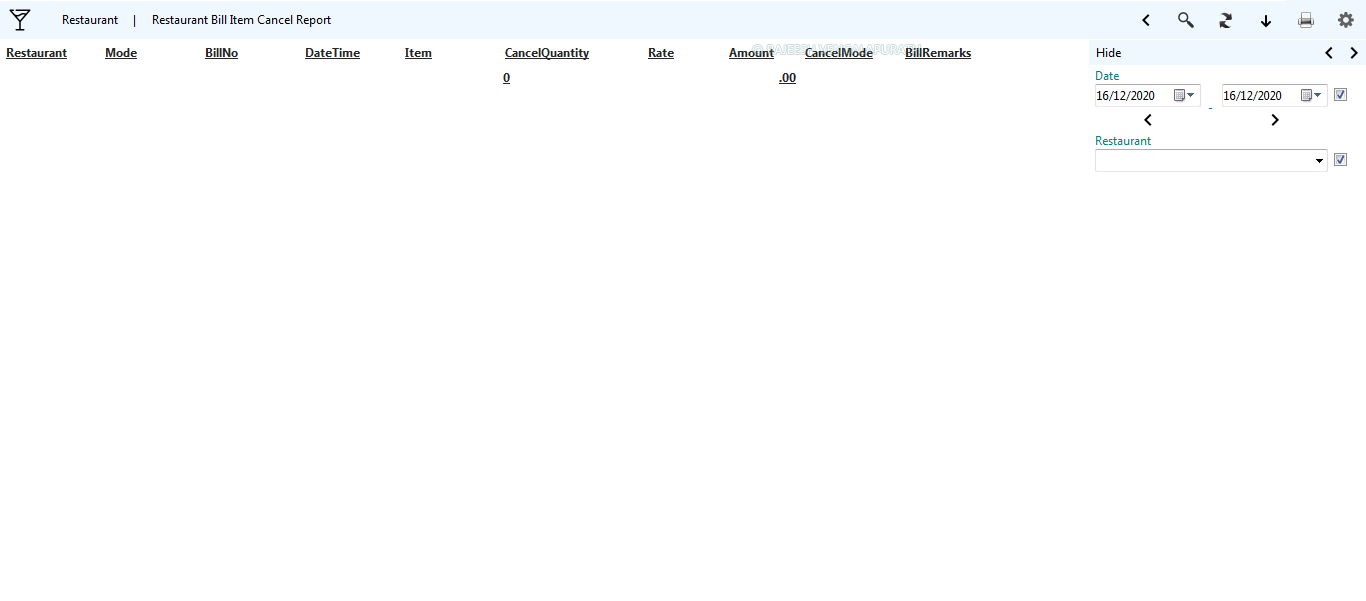 Restaurant | Restaurant Bill Item Cancel Report
Restaurant Mode BillNo DateTime Item CancelQuantity Rate Amount CancelMode BillRemarks
0 .00
Hide
Date
16/12/2020 - 16/12/2020
Restaurant